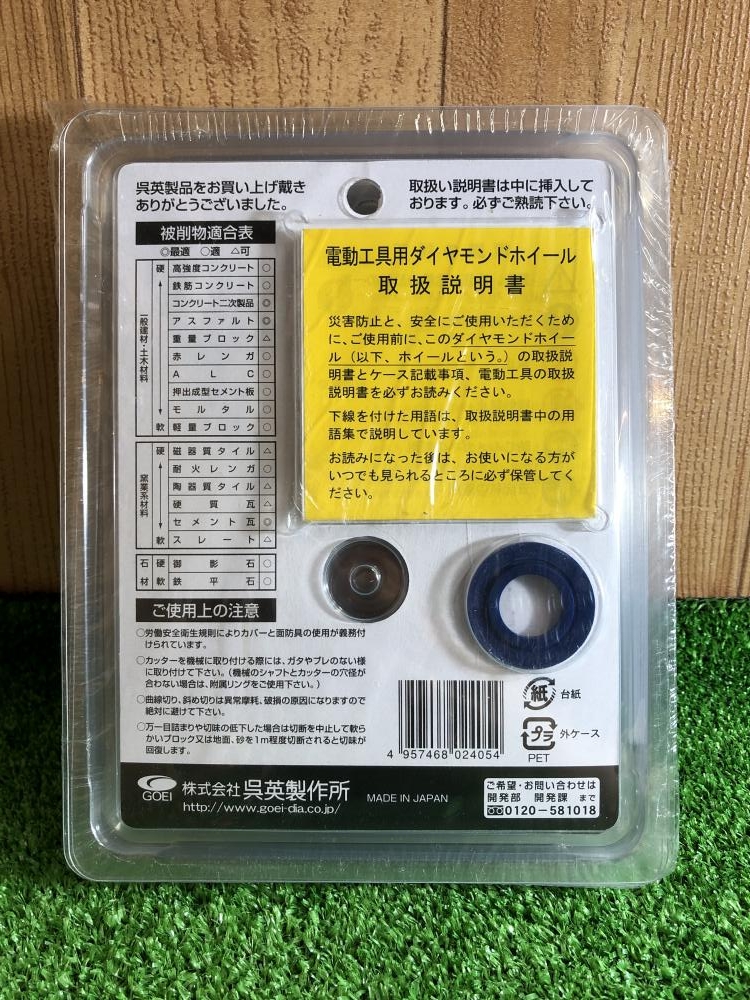 呉英製品をお買い上げ戴き
ありがとうございました。
取扱い説明書は中に挿入して
おります。必ずご熟読下さい。
被削物適合表
◎最適 ○適 △可
一般建材・土木材料
硬 高強度コンクリート ○
鉄筋コンクリート ○
コンクリート二次製品 ◎
アスファルト ◎
重量ブロック △
赤レンガ ○
ALC ○
押出成型セメント板 ○
モルタル ○
軟 軽量ブロック ○
窯業系材料
硬 磁器質タイル △
耐火レンガ ○
陶器質タイル △
硬質瓦 △
セメント瓦 ◎
軟 スレート △
石材
硬 御影石 ○
軟 鉄平石 ○
ご使用上の注意
○労働安全衛生規則によりカバーと面防具の使用が義務付
けられています。
○カッターを機械に取り付ける際には、ガタやブレのない様
に取り付けて下さい。(機械のシャフトとカッターの穴径が
合わない場合は、附属リングをご使用下さい。)
○曲線切り、斜め切りは異常摩耗、破損の原因になりますので
絶対に避けて下さい。
○万一目詰まりや切味の低下した場合は切断を中止して軟ら
かいブロック又は地面、砂を1m程度切断されると切味が
回復します。
電動工具用ダイヤモンドホイール
取扱説明書
災害防止と、安全にご使用いただくため
に、ご使用前に、このダイヤモンドホイー
ル(以下、ホイールという。)の取扱説
明書とケース記載事項、電動工具の取扱
説明書を必ずお読みください。
下線を付けた用語は、取扱説明書中の用
語集で説明しています。
お読みになった後は、お使いになる方が
いつでも見られるところに必ず保管してく
ださい。
4 957468 024054
紙 台紙
プラ 外ケース
PET
GOEI 株式会社 呉英製作所
http://www.goei-dia.co.jp/
MADE IN JAPAN
ご希望・お問い合わせは
開発部 開発課 まで
0120-581018